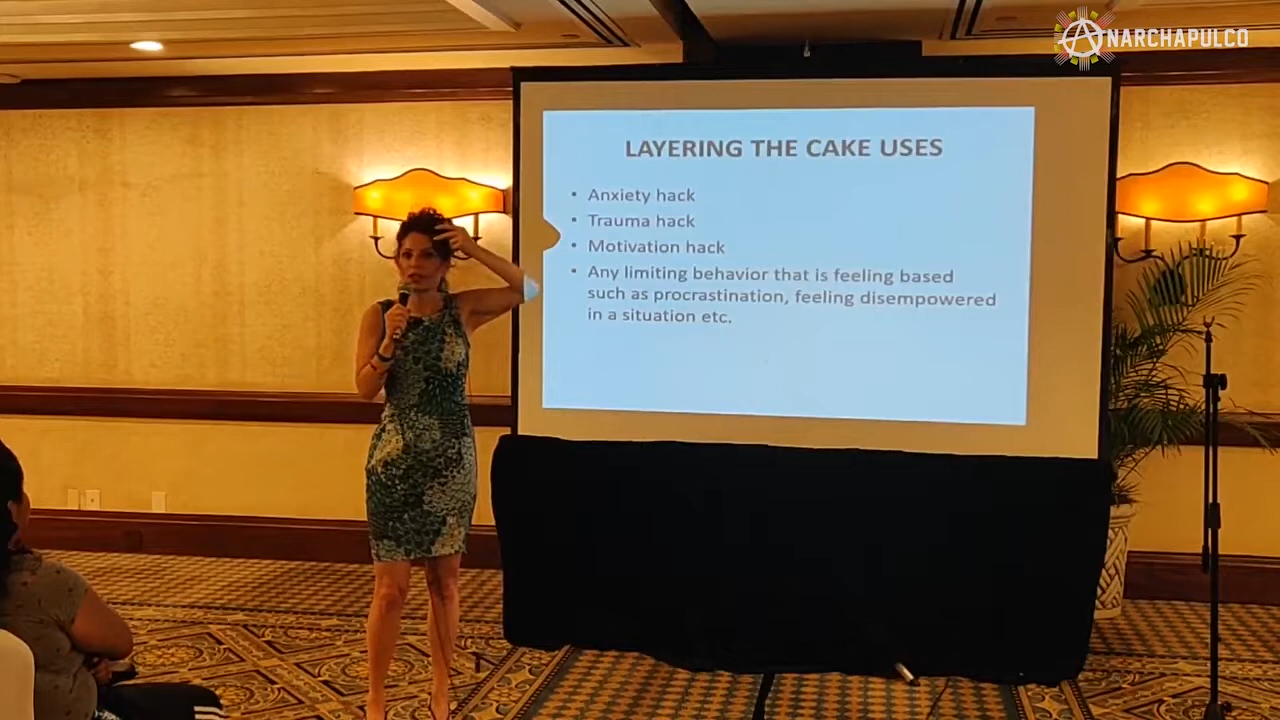 ANARCHAPULCO
LAYERING THE CAKE USES
• Anxiety hack
• Trauma hack
• Motivation hack
• Any limiting behavior that is feeling based
such as procrastination, feeling disempowered
in a situation etc.